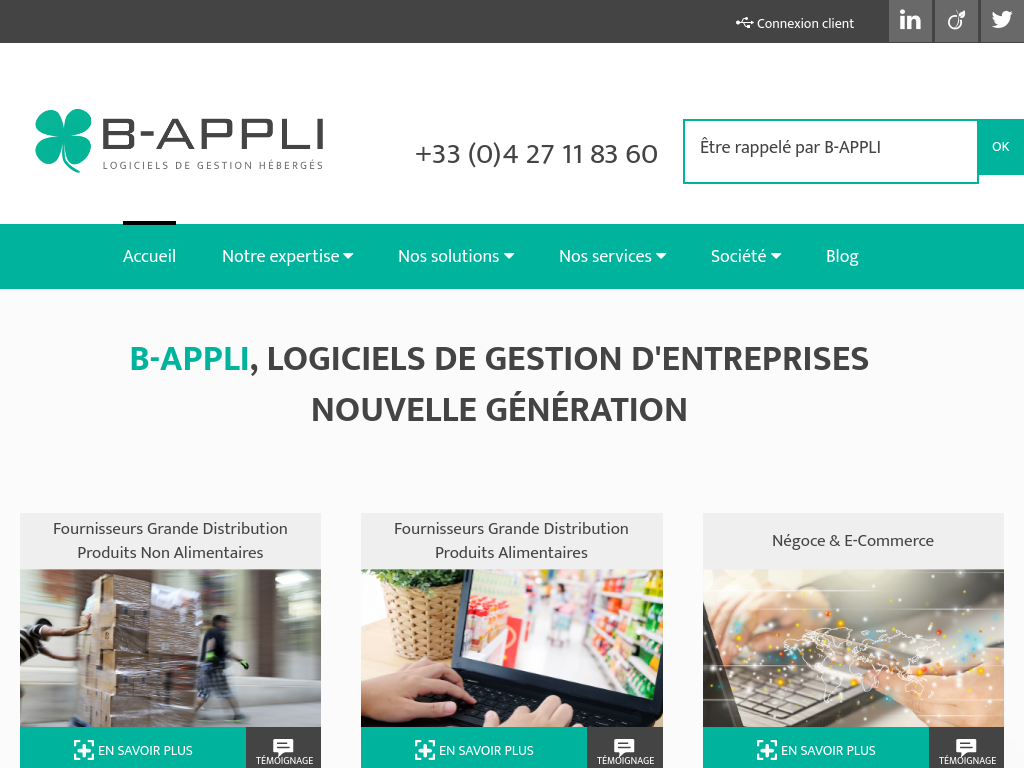 Connexion client
B-APPLI
LOGICIELS DE GESTION HÉBERGÉS
+33 (0)4 27 11 83 60
Être rappelé par B-APPLI
OK
Accueil
Notre expertise
Nos solutions
Nos services
Société
Blog
B-APPLI, LOGICIELS DE GESTION D'ENTREPRISES
NOUVELLE GÉNÉRATION
Fournisseurs Grande Distribution
Produits Non Alimentaires
EN SAVOIR PLUS
TÉMOIGNAGE
Fournisseurs Grande Distribution
Produits Alimentaires
EN SAVOIR PLUS
TÉMOIGNAGE
Négoce & E-Commerce
EN SAVOIR PLUS
TÉMOIGNAGE